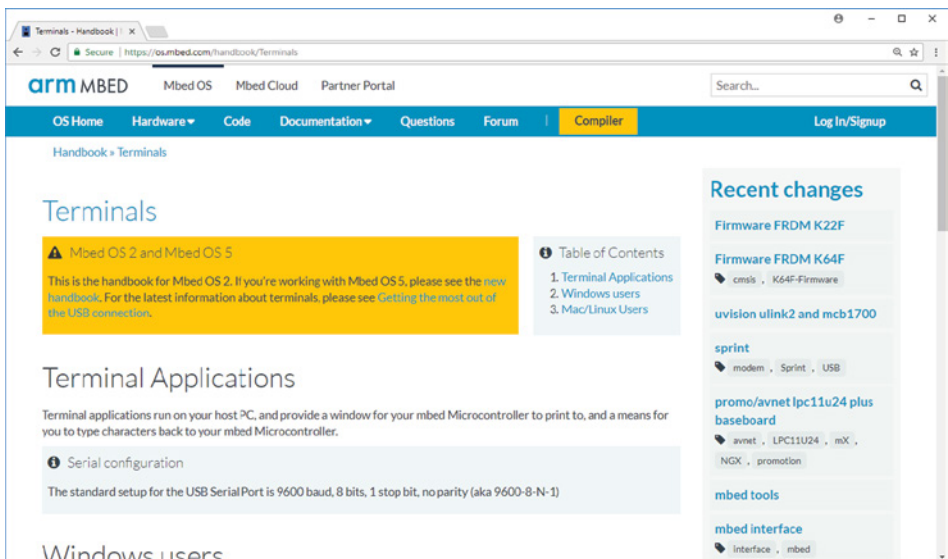 Terminals - Handbook |
Secure | https://os.mbed.com/handbook/Terminals
arm MBED Mbed OS Mbed Cloud Partner Portal Search...
OS Home Hardware Code Documentation Questions Forum | Compiler Log In/Signup
Handbook » Terminals
Terminals
Mbed OS 2 and Mbed OS 5
This is the handbook for Mbed OS 2. If you're working with Mbed OS 5, please see the new
handbook. For the latest information about terminals, please see Getting the most out of
the USB connection.
Table of Contents
1. Terminal Applications
2. Windows users
3. Mac/Linux Users
Terminal Applications
Terminal applications run on your host PC, and provide a window for your mbed Microcontroller to print to, and a means for
you to type characters back to your mbed Microcontroller.
Serial configuration
The standard setup for the USB Serial Port is 9600 baud, 8 bits, 1 stop bit, no parity (aka 9600-8-N-1)
Windows users
Recent changes
Firmware FRDM K22F
Firmware FRDM K64F
cmsis , K64F-Firmware
uvision ulink2 and mcb1700
sprint
modem , Sprint , USB
promo/avnet lpc11u24 plus
baseboard
avnet , LPC11U24 , mX ,
NGX , promotion
mbed tools
mbed interface
interface , mbed